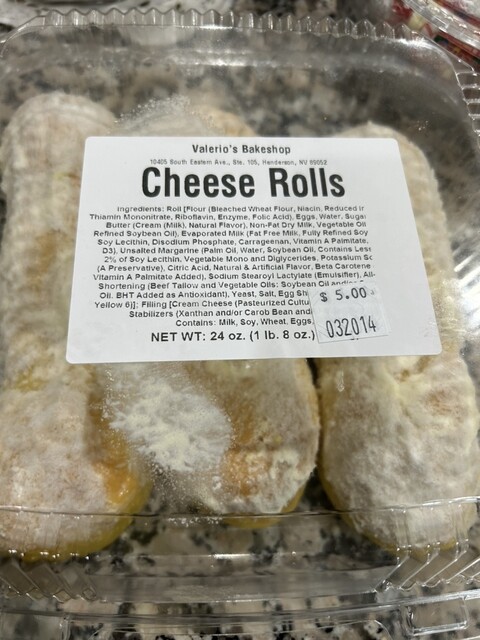 Valerio's Bakeshop
10405 South Eastern Ave., Ste. 105, Henderson, NV 89052
Cheese Rolls
Ingredients: Roll [Flour (Bleached Wheat Flour, Niacin, Reduced Ir
Thiamin Mononitrate, Riboflavin, Enzyme, Folic Acid), Eggs, Water, Sugar
Butter (Cream (Milk), Natural Flavor), Non-Fat Dry Milk, Vegetable
Refined Soybean Oil), Evaporated Milk (Fat Free Milk, Fully Refined Soy
Soy Lecithin, Disodium Phosphate, Carrageenan, Vitamin A Palmitate,
D3), Unsalted Margarine (Palm Oil, Water, Soybean Oil, Contains Less
2% of Soy Lecithin, Vegetable Mono and Diglycerides, Potassium So
(A Preservative), Citric Acid, Natural & Artificial Flavor, Beta Carotene
Vitamin A Palmitate Added), Sodium Stearoyl Lactylate (Emulsifier), All-
Shortening (Beef Tallow and Vegetable Oils: Soybean Oil and/or
Oil. BHT Added as Antioxidant), Yeast, Salt, Egg Sh
Yellow 6)]; Filling [Cream Cheese (Pasteurized Cultu
Stabilizers (Xanthan and/or Carob Bean and/
Contains: Milk, Soy, Wheat, Eggs
NET WT: 24 oz. (1 lb. 8 oz.)
$ 5.00
032014